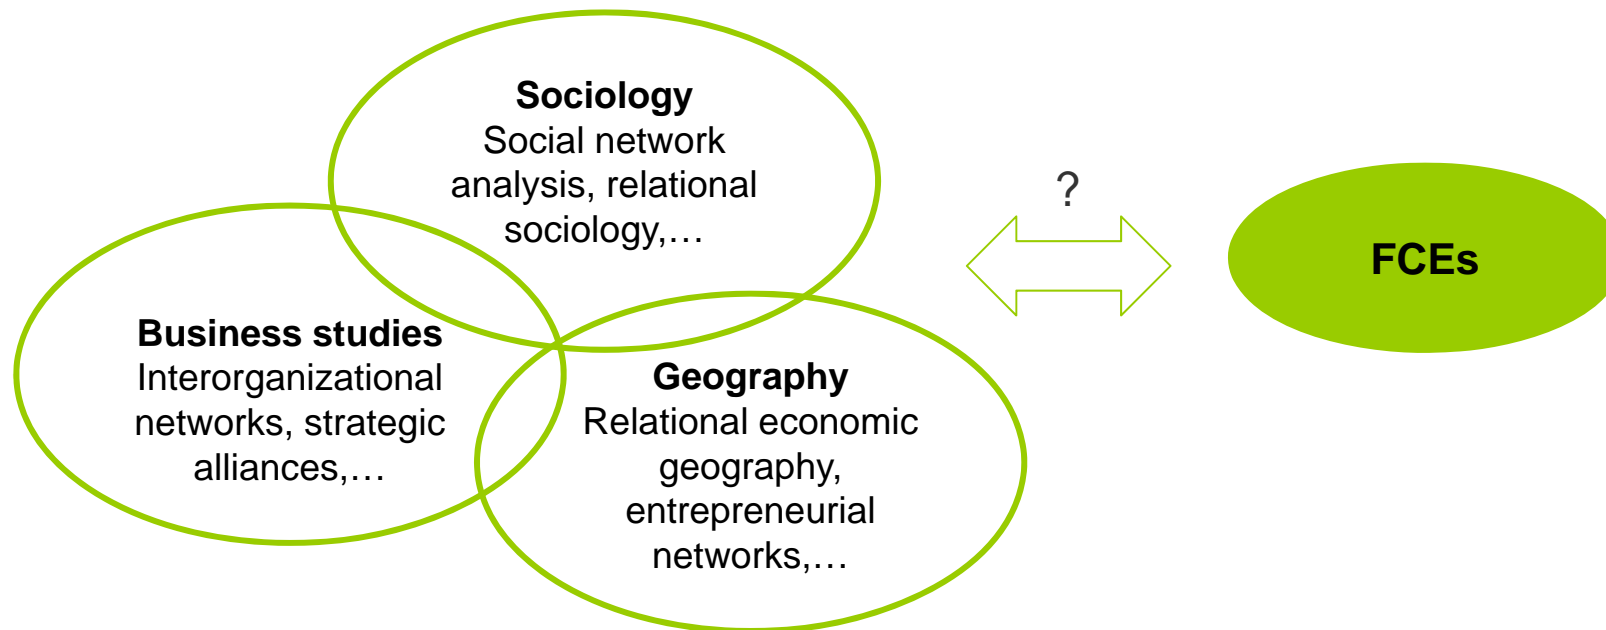 Sociology
Social network
analysis, relational
sociology,…
Business studies
Interorganizational
networks, strategic
alliances,…
Geography
Relational economic
geography,
entrepreneurial
networks,…
?
FCEs